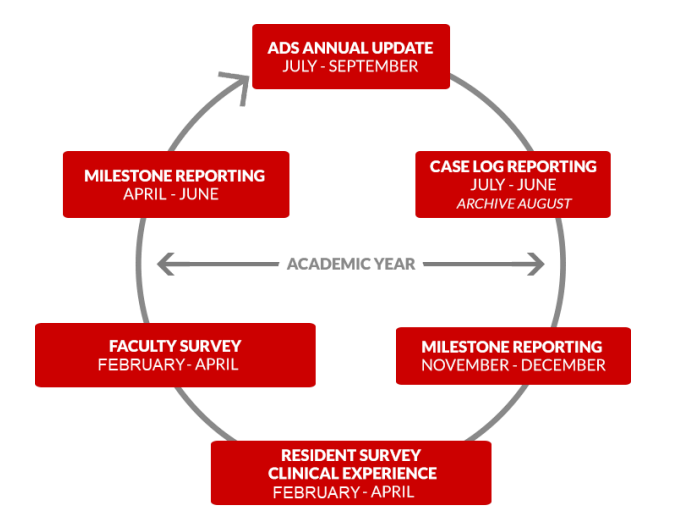 ADS ANNUAL UPDATE
JULY - SEPTEMBER
CASE LOG REPORTING
JULY - JUNE
ARCHIVE AUGUST
MILESTONE REPORTING
NOVEMBER - DECEMBER
RESIDENT SURVEY
CLINICAL EXPERIENCE
FEBRUARY - APRIL
FACULTY SURVEY
FEBRUARY - APRIL
MILESTONE REPORTING
APRIL - JUNE
ACADEMIC YEAR